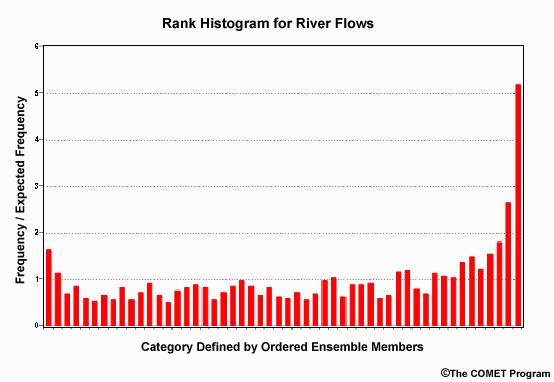 Rank Histogram for River Flows
6
5
4
3
2
1
0
Frequency / Expected Frequency
Category Defined by Ordered Ensemble Members
©The COMET Program